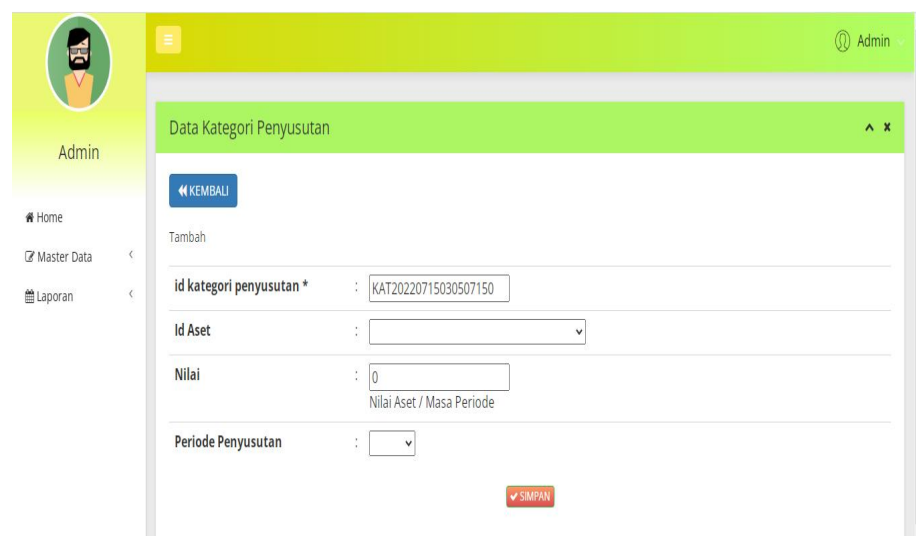 Admin
Admin
Home
Master Data
Laporan
Data Kategori Penyusutan
KEMBALI
Tambah
id kategori penyusutan * : KAT20220715030507150
Id Aset :
Nilai : 0
Nilai Aset / Masa Periode
Periode Penyusutan :
SIMPAN